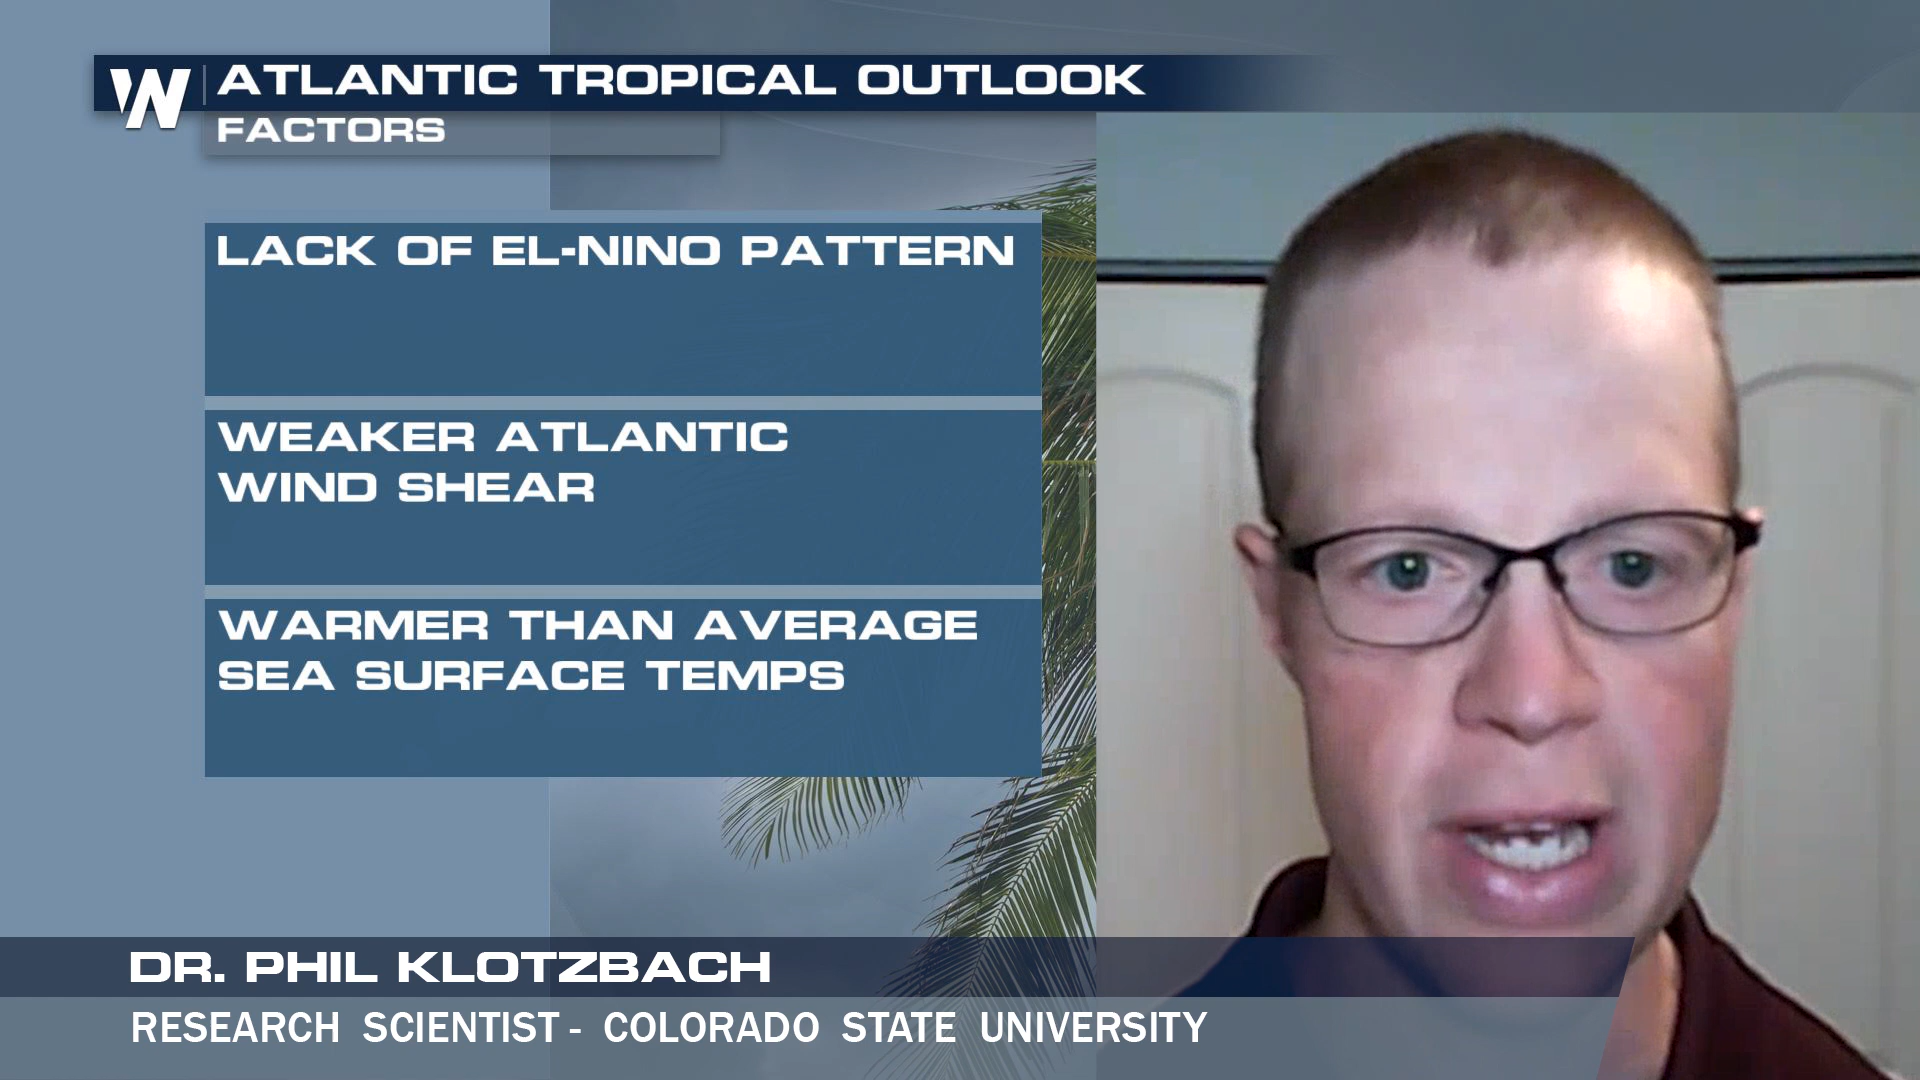 W
ATLANTIC TROPICAL OUTLOOK
FACTORS
LACK OF EL-NINO PATTERN
WEAKER ATLANTIC
WIND SHEAR
WARMER THAN AVERAGE
SEA SURFACE TEMPS
DR. PHIL KLOTZBACH
RESEARCH SCIENTIST - COLORADO STATE UNIVERSITY